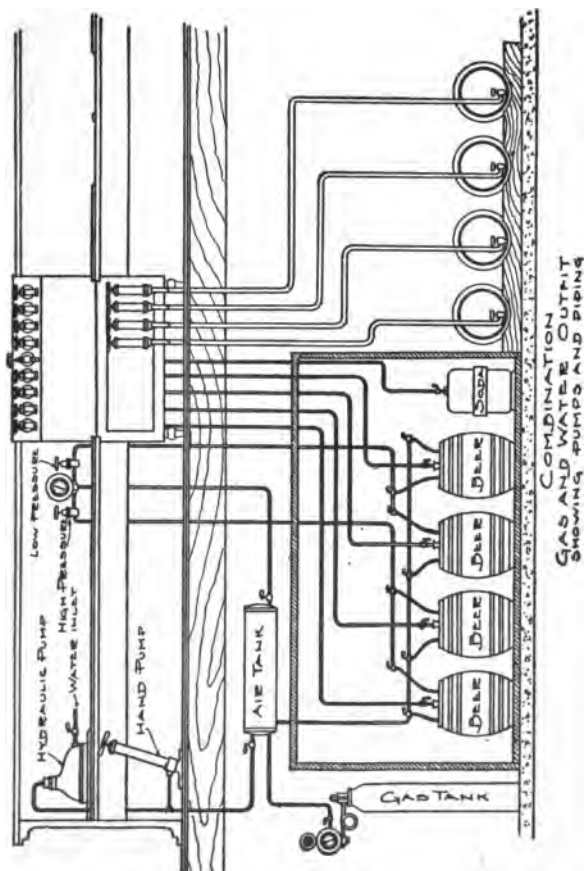 HYDRAULIC PUMP
HIGH PRESSURE
WATER INLET
LOW PRESSURE
HAND PUMP
AIR TANK
GAS TANK
BEER
BEER
BEER
BEER
SODA
COMBINATION
GAS AND WATER OUTFIT
SHOWING PUMPS AND PIPING